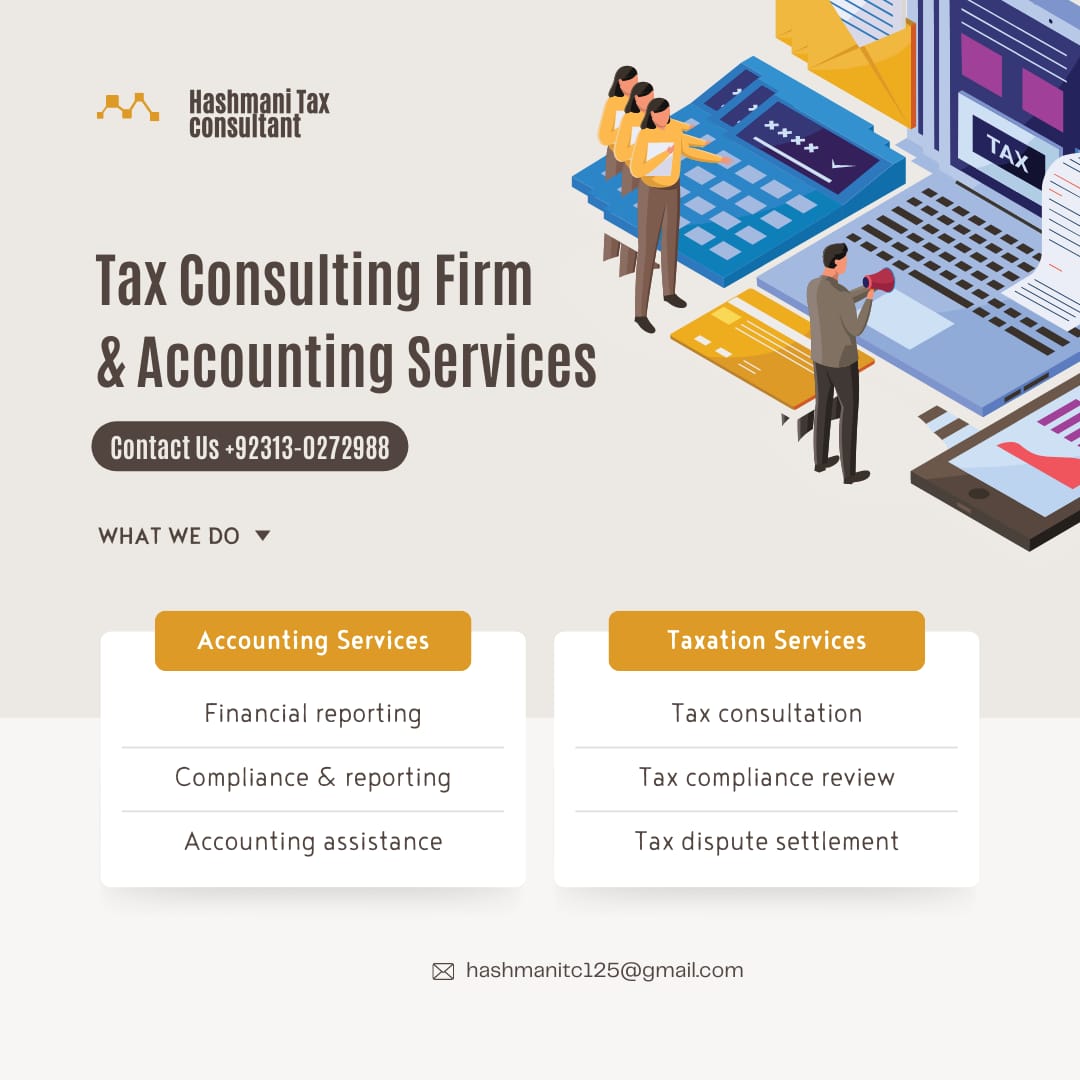 Hashmani Tax
consultant
TAX
Tax Consulting Firm
& Accounting Services
Contact Us +92313-0272988
WHAT WE DO
Accounting Services
Financial reporting
Compliance & reporting
Accounting assistance
Taxation Services
Tax consultation
Tax compliance review
Tax dispute settlement
hashmanitc125@gmail.com